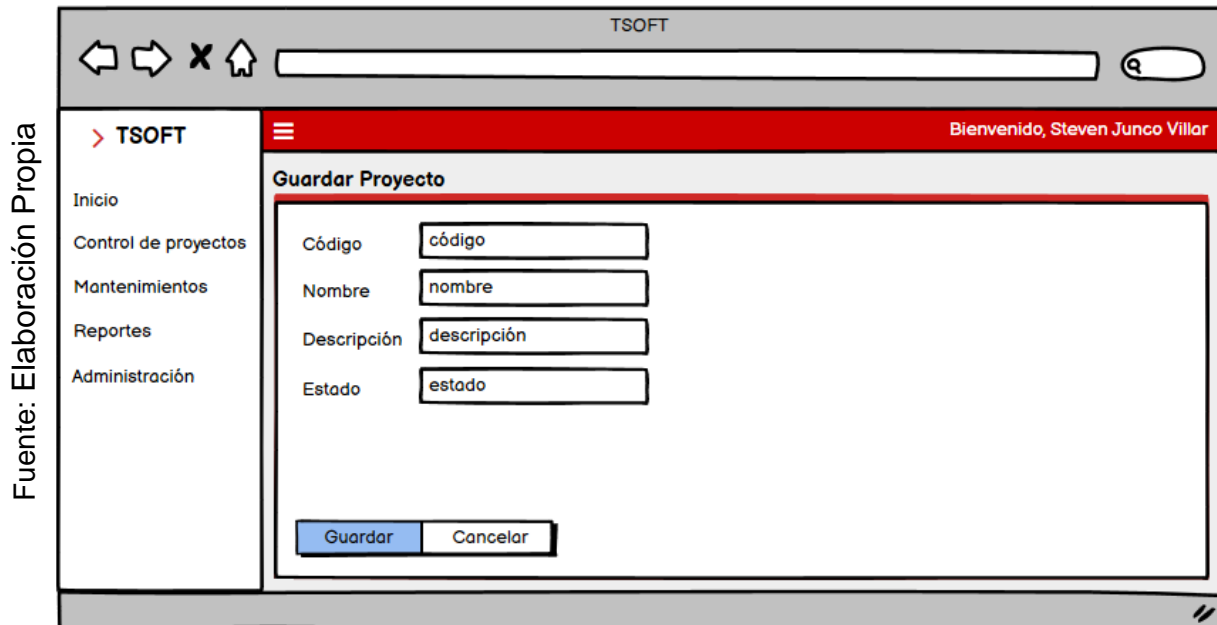 TSOFT
TSOFT
Bienvenido, Steven Junco Villar
Inicio
Control de proyectos
Mantenimientos
Reportes
Administración
Guardar Proyecto
Código
código
Nombre
nombre
Descripción
descripción
Estado
estado
Guardar
Cancelar
Fuente: Elaboración Propia